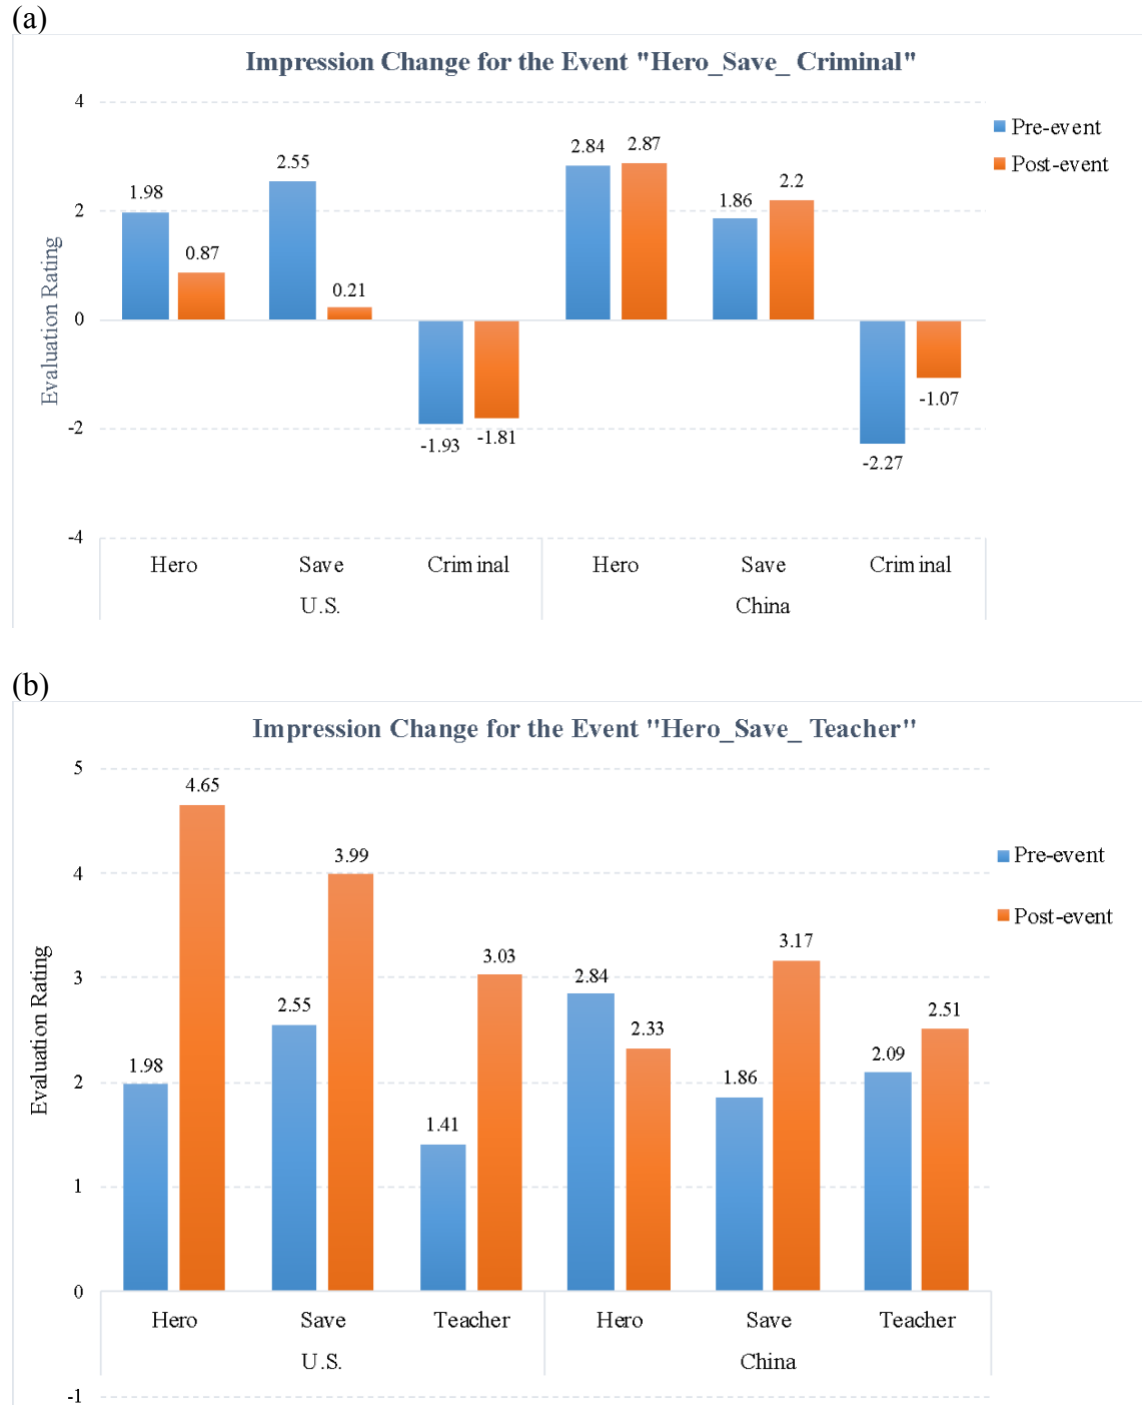 (a)
Impression Change for the Event "Hero_Save_ Criminal"
4
2
0
-2
-4
Evaluation Rating
1.98
0.87
2.55
0.21
-1.93
-1.81
2.84
2.87
1.86
2.2
-2.27
-1.07
Pre-event
Post-event
Hero
Save
Criminal
Hero
Save
Criminal
U.S.
China
(b)
Impression Change for the Event "Hero_Save_ Teacher"
5
4
3
2
1
0
-1
Evaluation Rating
1.98
4.65
2.55
3.99
1.41
3.03
2.84
2.33
1.86
3.17
2.09
2.51
Pre-event
Post-event
Hero
Save
Teacher
Hero
Save
Teacher
U.S.
China